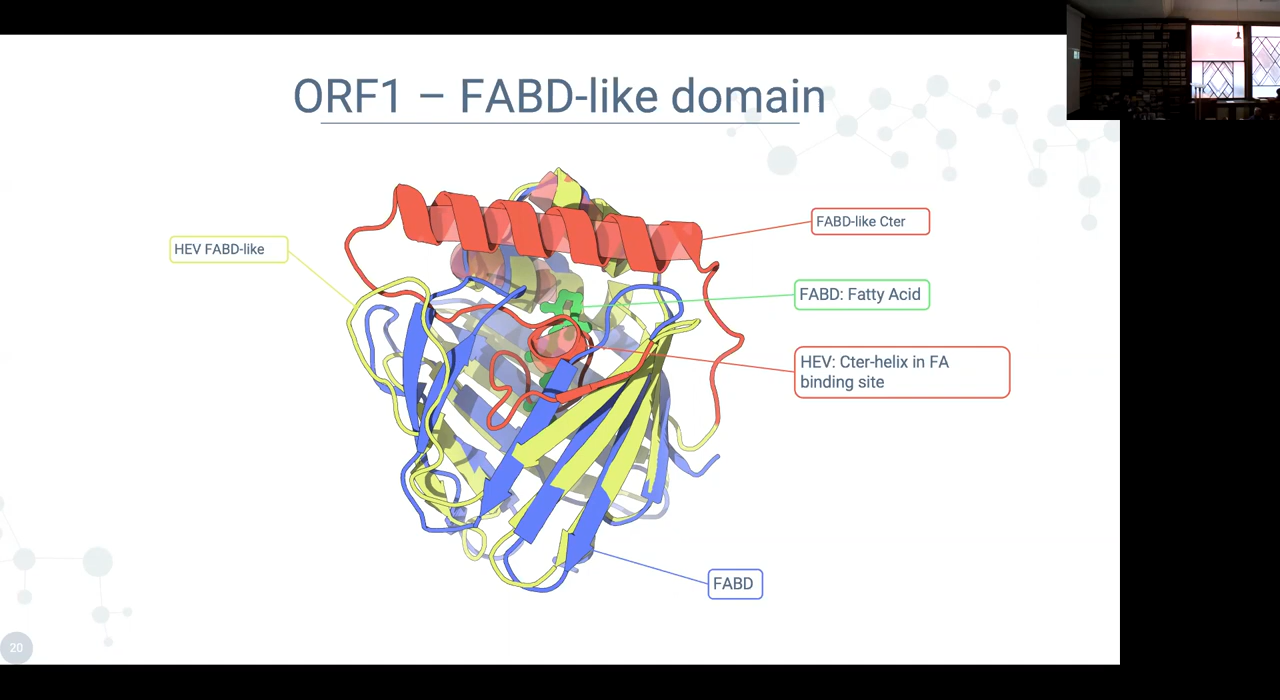 ORF1 – FABD-like domain
FABD-like Cter
HEV FABD-like
FABD: Fatty Acid
HEV: Cter-helix in FA
binding site
FABD
20